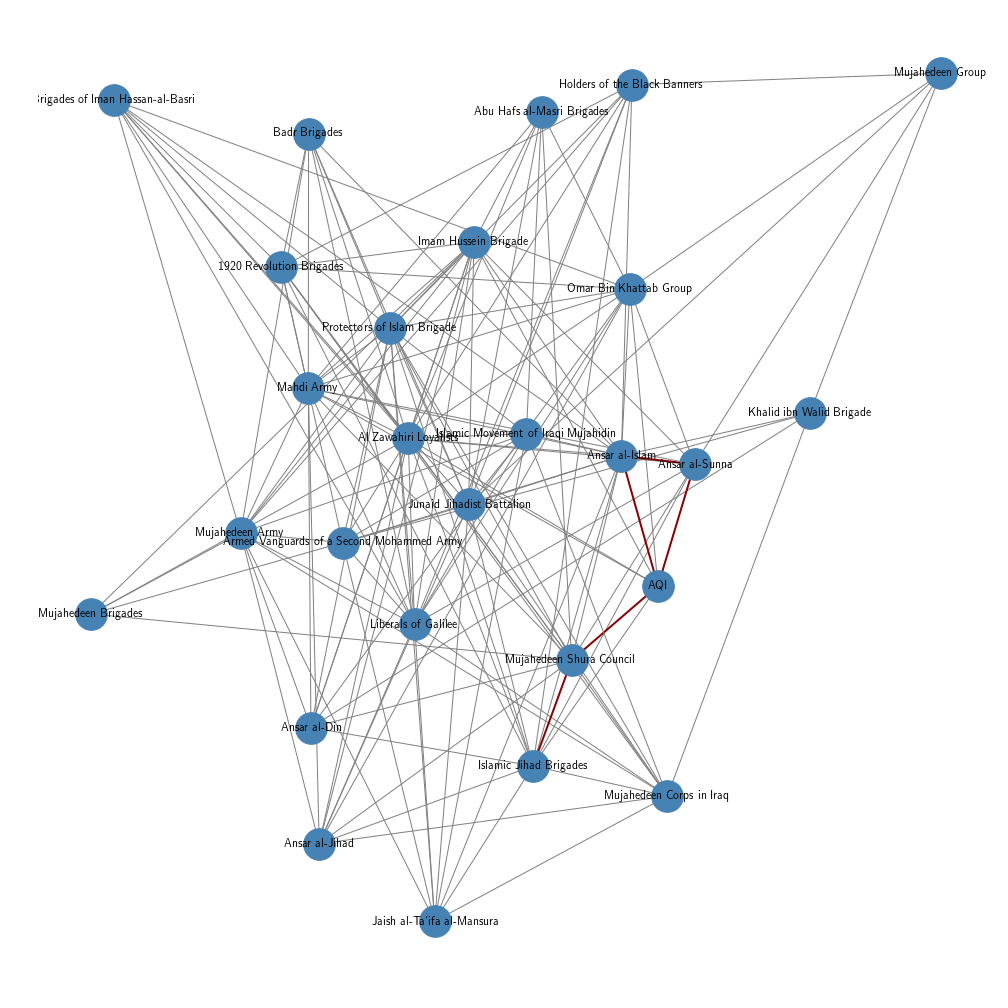 Mujahedeen Group
Holders of the Black Banners
Brigades of Iman Hassan-al-Basri
Abu Hafs al-Masri Brigades
Badr Brigades
Imam Hussein Brigade
1920 Revolution Brigades
Omar Bin Khattab Group
Protectors of Islam Brigade
Mahdi Army
Khalid ibn Walid Brigade
Al Zawahiri Loyalists
Islamic Movement of Iraqi Mujahidin
Ansar al-Islam
Ansar al-Sunna
Junaid Jihadist Battalion
Mujahedeen Army
Armed Vanguards of a Second Mohammed Army
AQI
Mujahedeen Brigades
Liberals of Galilee
Mujahedeen Shura Council
Ansar al-Din
Islamic Jihad Brigades
Mujahedeen Corps in Iraq
Ansar al-Jihad
Jaish al-Ta'ifa al-Mansura